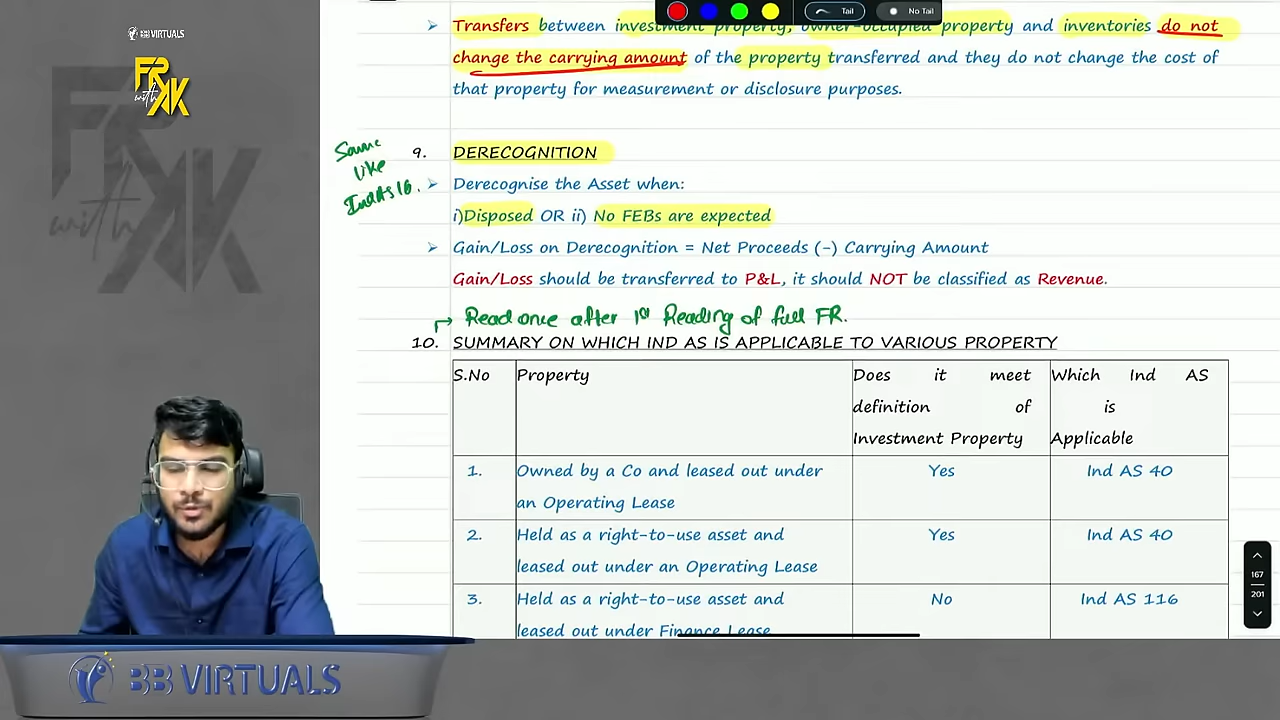 BB VIRTUALS
FR
with
AK
FR
with
AK
Tail
No Tail
➢ Transfers between investment property, owner-occupied property and inventories do not
change the carrying amount of the property transferred and they do not change the cost of
that property for measurement or disclosure purposes.
Same
like
Ind AS 16.
9. DERECOGNITION
➢ Derecognise the Asset when:
i)Disposed OR ii) No FEBs are expected
➢ Gain/Loss on Derecognition = Net Proceeds (-) Carrying Amount
Gain/Loss should be transferred to P&L, it should NOT be classified as Revenue.
Read once after 1st Reading of full FR.
10. SUMMARY ON WHICH IND AS IS APPLICABLE TO VARIOUS PROPERTY
S.No Property Does it meet Which Ind AS
definition of is
Investment Property Applicable
1. Owned by a Co and leased out under Yes Ind AS 40
an Operating Lease
2. Held as a right-to-use asset and Yes Ind AS 40
leased out under an Operating Lease
3. Held as a right-to-use asset and No Ind AS 116
leased out under Finance Lease
167
201
BB VIRTUALS